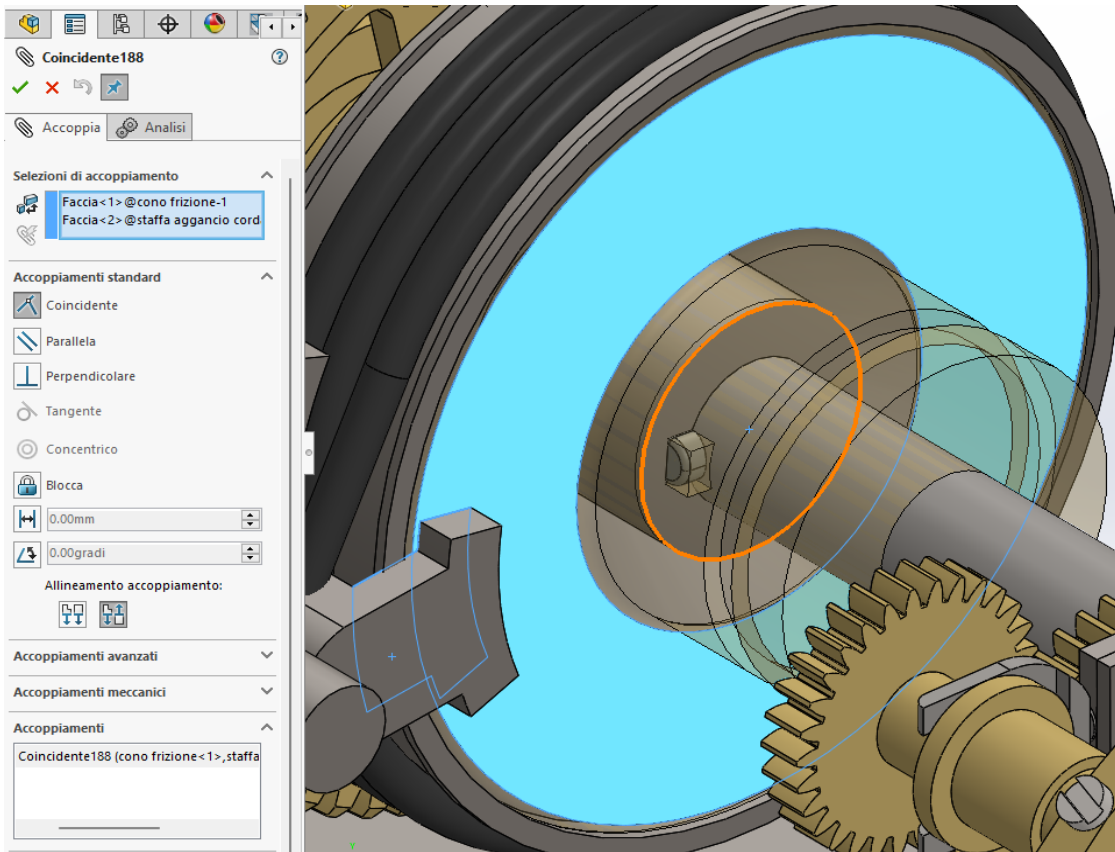 Coincidente188
Accoppia
Analisi
Selezioni di accoppiamento
Faccia<1>@cono frizione-1
Faccia<2>@staffa aggancio cord
Accoppiamenti standard
Coincidente
Parallela
Perpendicolare
Tangente
Concentrico
Blocca
0.00mm
0.00gradi
Allineamento accoppiamento:
Accoppiamenti avanzati
Accoppiamenti meccanici
Accoppiamenti
Coincidente188 (cono frizione<1>,staffa
Y